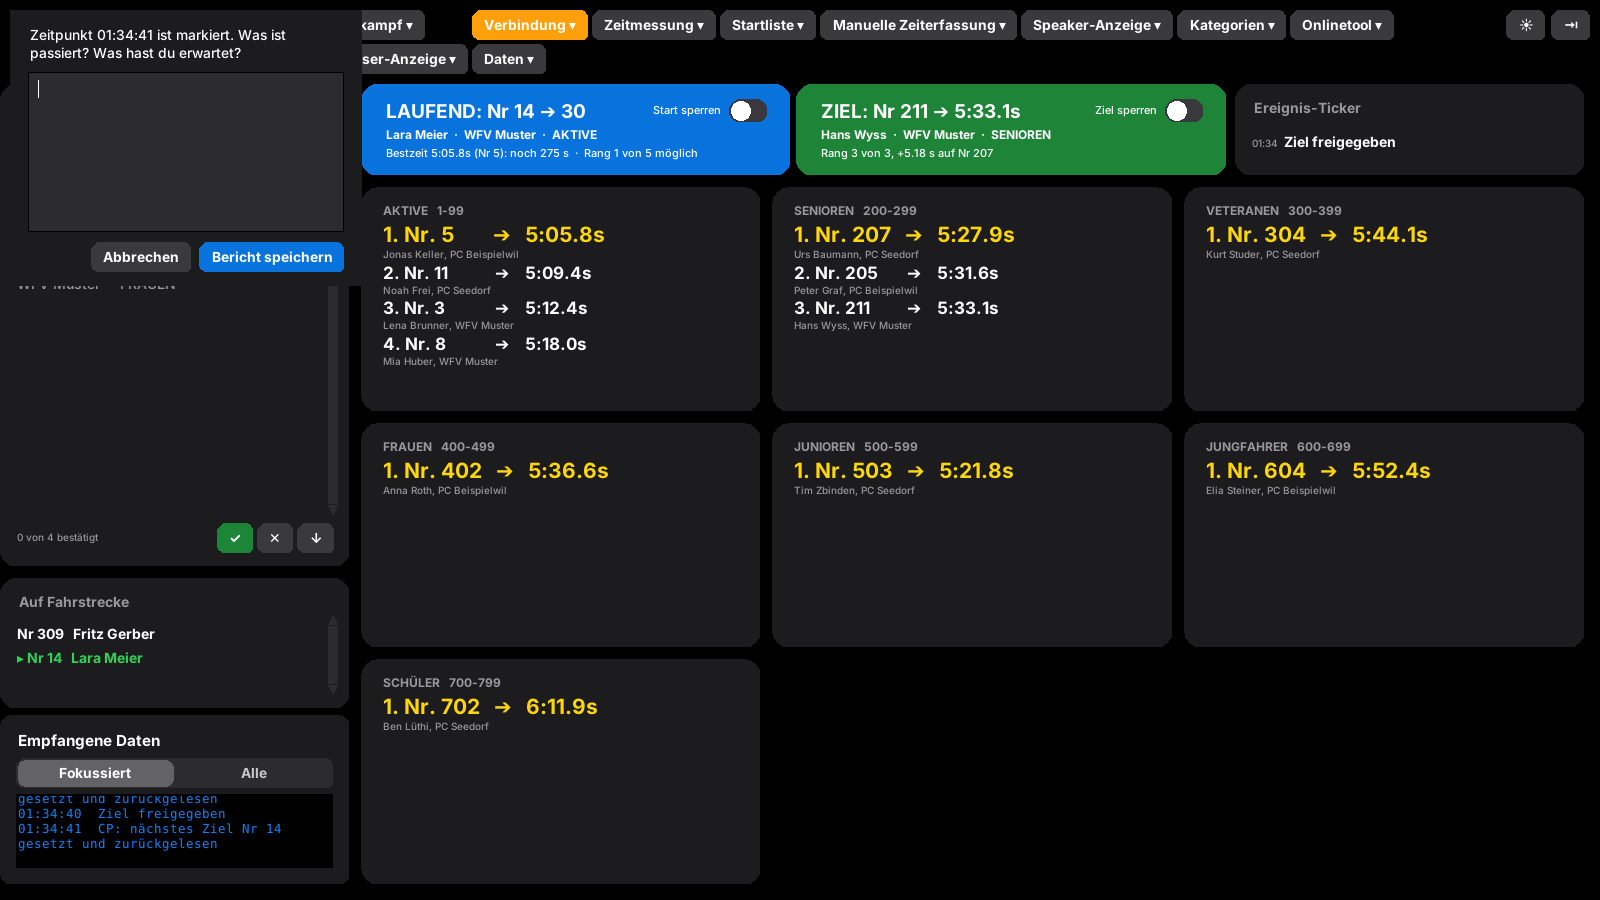 Zeitpunkt 01:34:41 ist markiert. Was ist
passiert? Was hast du erwartet?
Abbrechen
Bericht speichern
kampf ▾
Verbindung ▾
Zeitmessung ▾
Startliste ▾
Manuelle Zeiterfassung ▾
Speaker-Anzeige ▾
Kategorien ▾
Onlinetool ▾
ser-Anzeige ▾
Daten ▾
LAUFEND: Nr 14 → 30
Start sperren
Lara Meier · WFV Muster · AKTIVE
Bestzeit 5:05.8s (Nr 5): noch 275 s · Rang 1 von 5 möglich
ZIEL: Nr 211 → 5:33.1s
Ziel sperren
Hans Wyss · WFV Muster · SENIOREN
Rang 3 von 3, +5.18 s auf Nr 207
Ereignis-Ticker
01:34 Ziel freigegeben
AKTIVE 1-99
1. Nr. 5 → 5:05.8s
Jonas Keller, PC Beispielwil
2. Nr. 11 → 5:09.4s
Noah Frei, PC Seedorf
3. Nr. 3 → 5:12.4s
Lena Brunner, WFV Muster
4. Nr. 8 → 5:18.0s
Mia Huber, WFV Muster
SENIOREN 200-299
1. Nr. 207 → 5:27.9s
Urs Baumann, PC Seedorf
2. Nr. 205 → 5:31.6s
Peter Graf, PC Beispielwil
3. Nr. 211 → 5:33.1s
Hans Wyss, WFV Muster
VETERANEN 300-399
1. Nr. 304 → 5:44.1s
Kurt Studer, PC Seedorf
FRAUEN 400-499
1. Nr. 402 → 5:36.6s
Anna Roth, PC Beispielwil
JUNIOREN 500-599
1. Nr. 503 → 5:21.8s
Tim Zbinden, PC Seedorf
JUNGFAHRER 600-699
1. Nr. 604 → 5:52.4s
Elia Steiner, PC Beispielwil
SCHÜLER 700-799
1. Nr. 702 → 6:11.9s
Ben Lüthi, PC Seedorf
WFV Muster FRAUEN
0 von 4 bestätigt
Auf Fahrstrecke
Nr 309 Fritz Gerber
▸ Nr 14 Lara Meier
Empfangene Daten
Fokussiert
Alle
gesetzt und zurückgelesen
01:34:40 Ziel freigegeben
01:34:41 CP: nächstes Ziel Nr 14
gesetzt und zurückgelesen